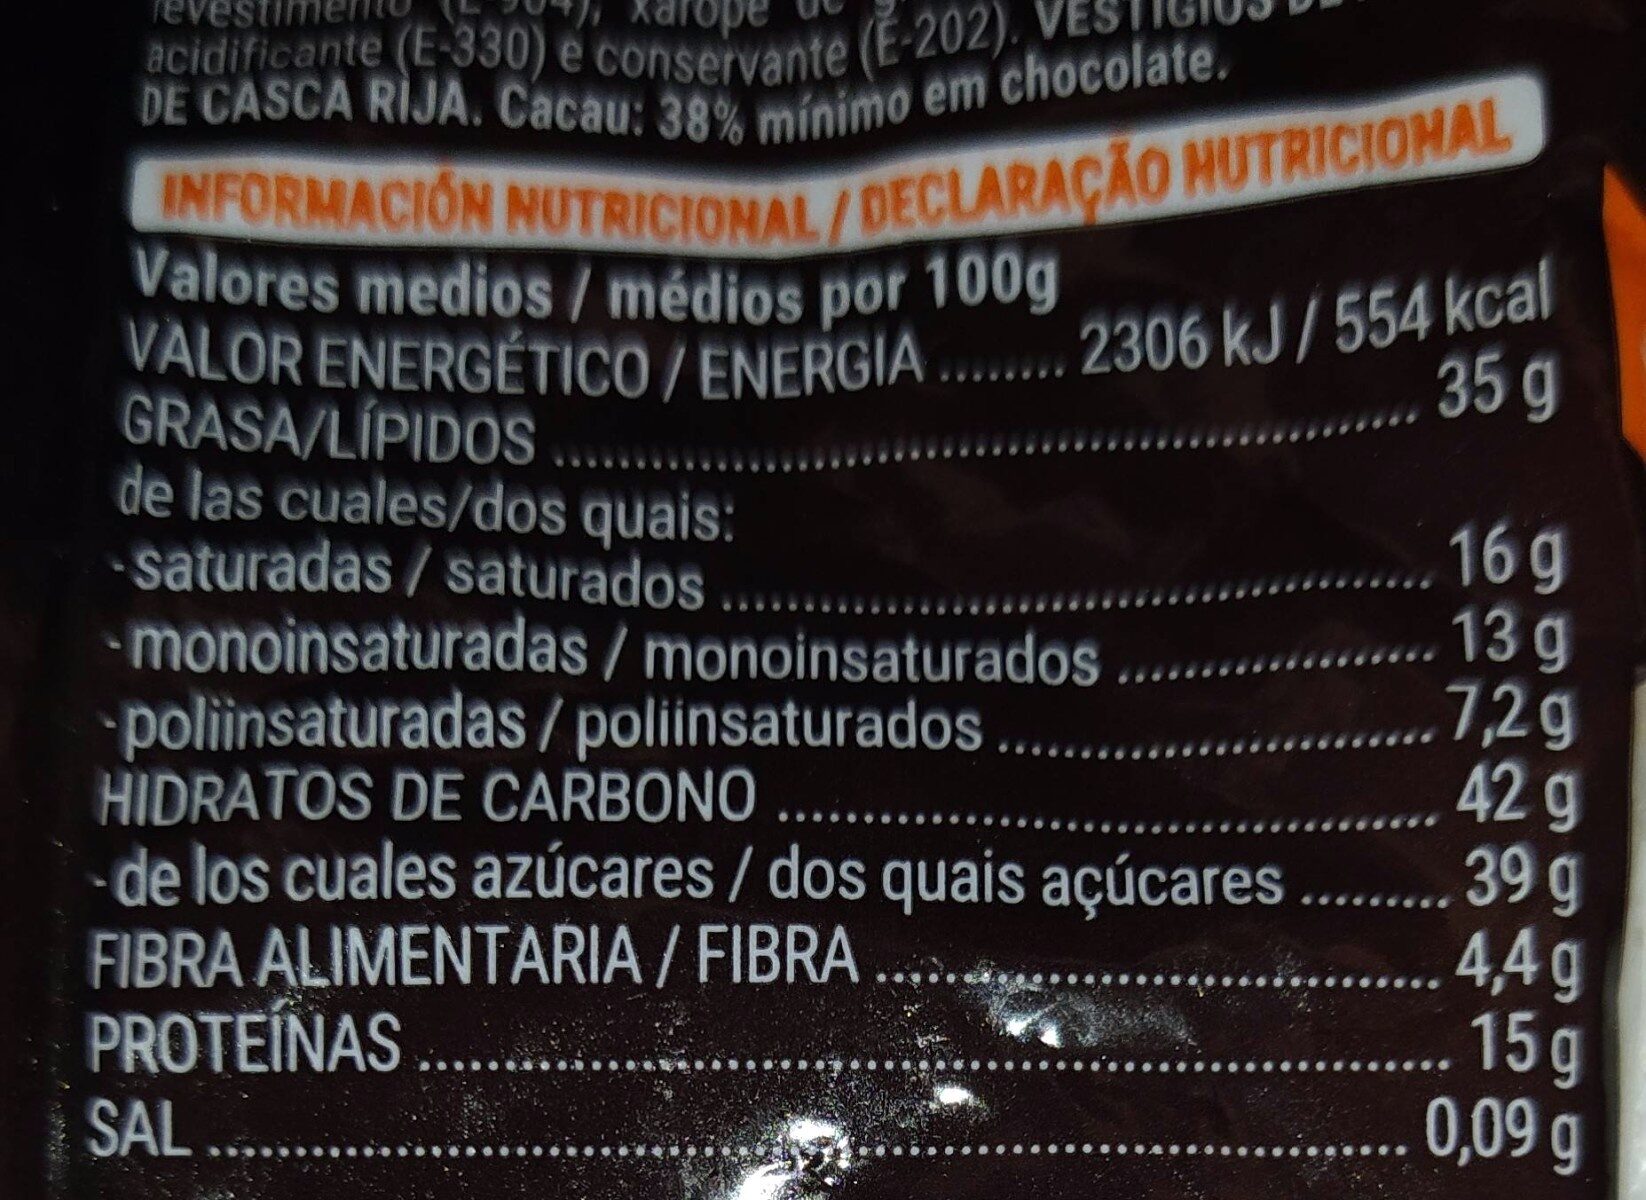 revestimento (E-904), xarope de
acidificante (E-330) e conservante (E-202). VESTÍGIOS
DE CASCA RIJA. Cacau: 38% mínimo em chocolate.
INFORMACIÓN NUTRICIONAL / DECLARAÇÃO NUTRICIONAL
Valores medios / médios por 100g
VALOR ENERGÉTICO / ENERGIA ........ 2306 kJ / 554 kcal
GRASA/LÍPIDOS ........ 35 g
de las cuales/dos quais:
-saturadas / saturados ........ 16 g
-monoinsaturadas / monoinsaturados ........ 13 g
-poliinsaturadas / poliinsaturados ........ 7,2 g
HIDRATOS DE CARBONO ........ 42 g
-de los cuales azúcares / dos quais açúcares ........ 39 g
FIBRA ALIMENTARIA / FIBRA ........ 4,4 g
PROTEÍNAS ........ 15 g
SAL ........ 0,09 g